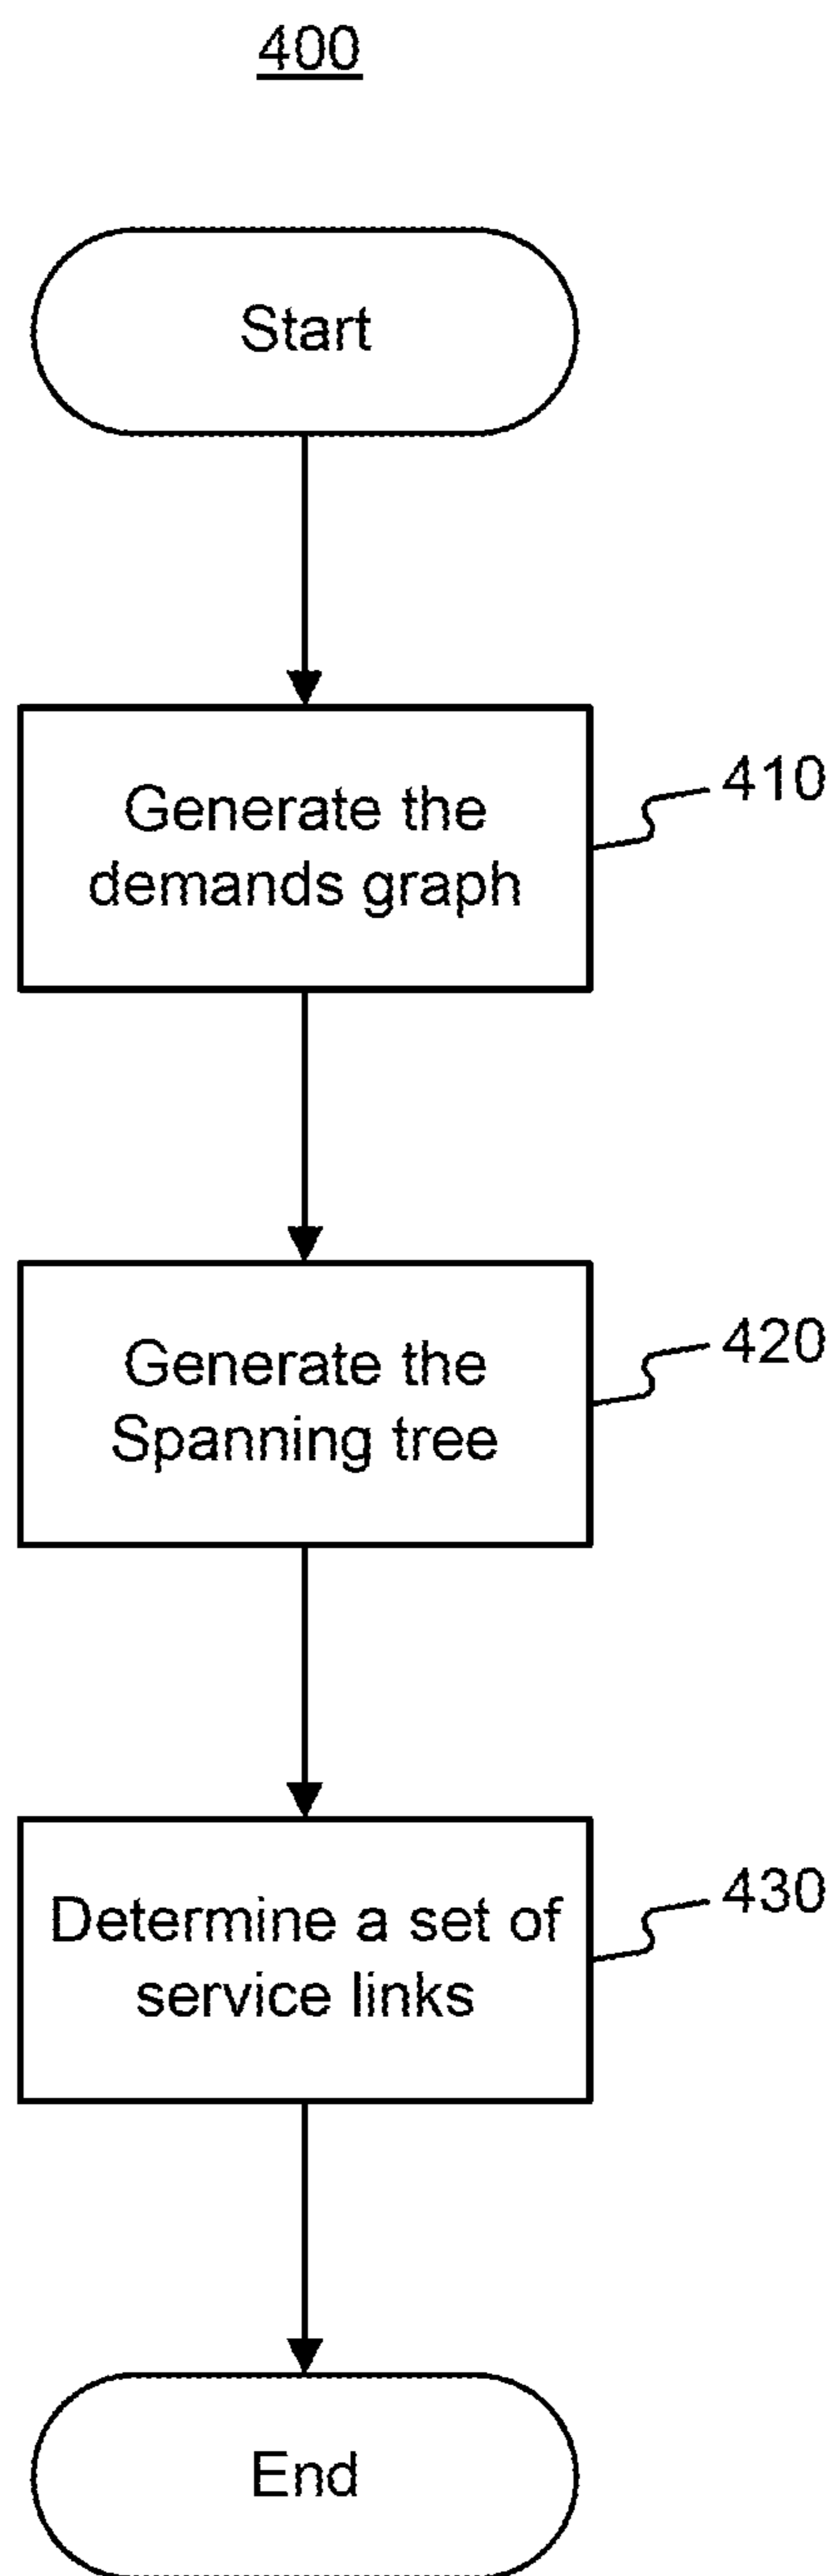 400
Start
Generate the
demands graph
410
Generate the
Spanning tree
420
Determine a set of
service links
430
End